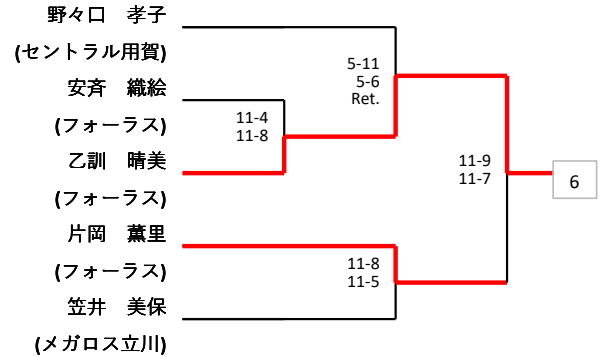 野々口　孝子
(セントラル用賀)
安斉　織絵
(フォーラス)
乙訓　晴美
(フォーラス)
片岡　薫里
(フォーラス)
笠井　美保
(メガロス立川)
11-4
11-8
5-11
5-6
Ret.
11-8
11-5
11-9
11-7
6